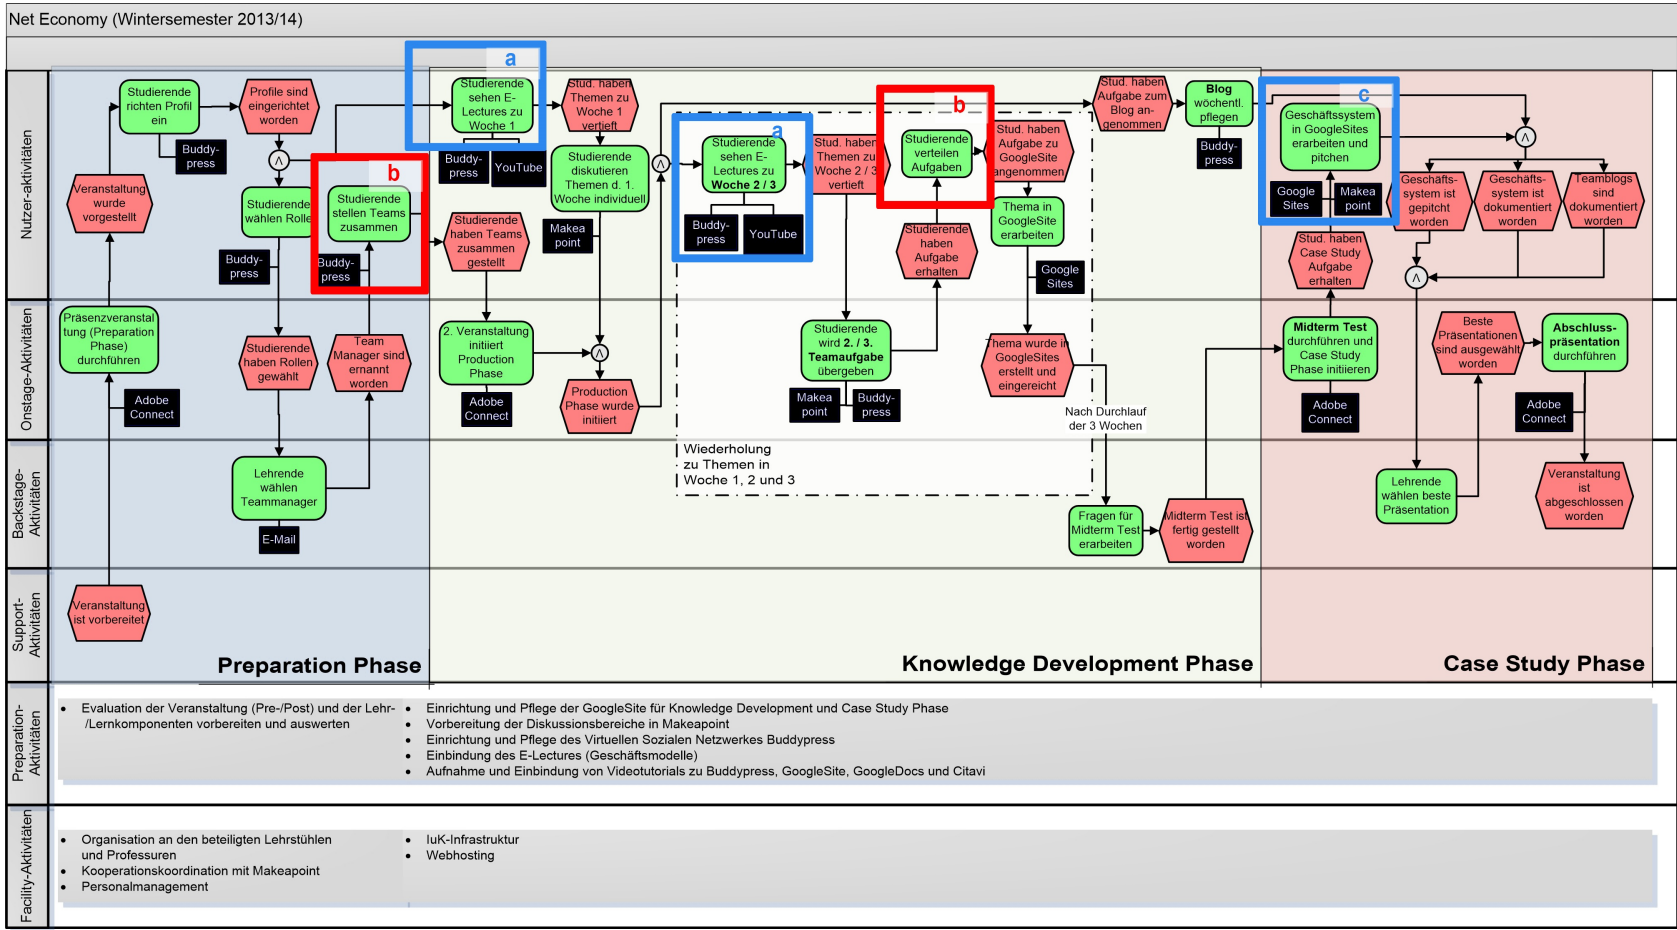 Net Economy (Wintersemester 2013/14)
Nutzer-aktivitäten
Studierende
richten Profil
ein
Buddy-
press
Profile sind
eingerichtet
worden
Veranstaltung
wurde
vorgestellt
Studierende
wählen Rolle
Buddy-
press
b
Studierende
stellen Teams
zusammen
Buddy-
press
a
Studierende
sehen E-
Lectures zu
Woche 1
Buddy-
press
YouTube
Stud. haben
Themen zu
Woche 1
vertieft
Studierende
diskutieren
Themen d. 1.
Woche individuell
Makea
point
Studierende
haben Teams
zusammen
gestellt
a
Studierende
sehen E-
Lectures zu
Woche 2 / 3
Buddy-
press
YouTube
Stud. haben
Themen zu
Woche 2 / 3
vertieft
b
Studierende
verteilen
Aufgaben
Studierende
haben
Aufgabe
erhalten
Stud. haben
Aufgabe zu
GoogleSite
angenommen
Thema in
GoogleSite
erarbeiten
Google
Sites
Stud. haben
Aufgabe zum
Blog an-
genommen
Blog
wöchentl.
pflegen
Buddy-
press
c
Geschäftssystem
in GoogleSites
erarbeiten und
pitchen
Google
Sites
Makea
point
Stud. haben
Case Study
Aufgabe
erhalten
Geschäfts-
system ist
gepitcht
worden
Geschäfts-
system ist
dokumentiert
worden
Teamblogs
sind
dokumentiert
worden
Onstage-Aktivitäten
Präsenzveranstal
tung (Preparation
Phase)
durchführen
Adobe
Connect
Studierende
haben Rollen
gewählt
Team
Manager sind
ernannt
worden
2. Veranstaltung
initiiert
Production
Phase
Adobe
Connect
Production
Phase wurde
initiiert
Studierende
wird 2. / 3.
Teamaufgabe
übergeben
Makea
point
Buddy-
press
Thema wurde in
GoogleSites
erstellt und
eingereicht
Nach Durchlauf
der 3 Wochen
Midterm Test
durchführen und
Case Study
Phase initiieren
Adobe
Connect
Beste
Präsentationen
sind ausgewählt
worden
Abschluss-
präsentation
durchführen
Adobe
Connect
Backstage-
Aktivitäten
Lehrende
wählen
Teammanager
E-Mail
Wiederholung
zu Themen in
Woche 1, 2 und 3
Fragen für
Midterm Test
erarbeiten
Midterm Test ist
fertig gestellt
worden
Lehrende
wählen beste
Präsentation
Veranstaltung
ist
abgeschlossen
worden
Support-
Aktivitäten
Veranstaltung
ist vorbereitet
Preparation Phase
Knowledge Development Phase
Case Study Phase
Preparation-
Aktivitäten
• Evaluation der Veranstaltung (Pre-/Post) und der Lehr-
/Lernkomponenten vorbereiten und auswerten
• Einrichtung und Pflege der GoogleSite für Knowledge Development und Case Study Phase
• Vorbereitung der Diskussionsbereiche in Makeapoint
• Einrichtung und Pflege des Virtuellen Sozialen Netzwerkes Buddypress
• Einbindung des E-Lectures (Geschäftsmodelle)
• Aufnahme und Einbindung von Videotutorials zu Buddypress, GoogleSite, GoogleDocs und Citavi
Facility-Aktivitäten
• Organisation an den beteiligten Lehrstühlen
und Professuren
• Kooperationskoordination mit Makeapoint
• Personalmanagement
• IuK-Infrastruktur
• Webhosting